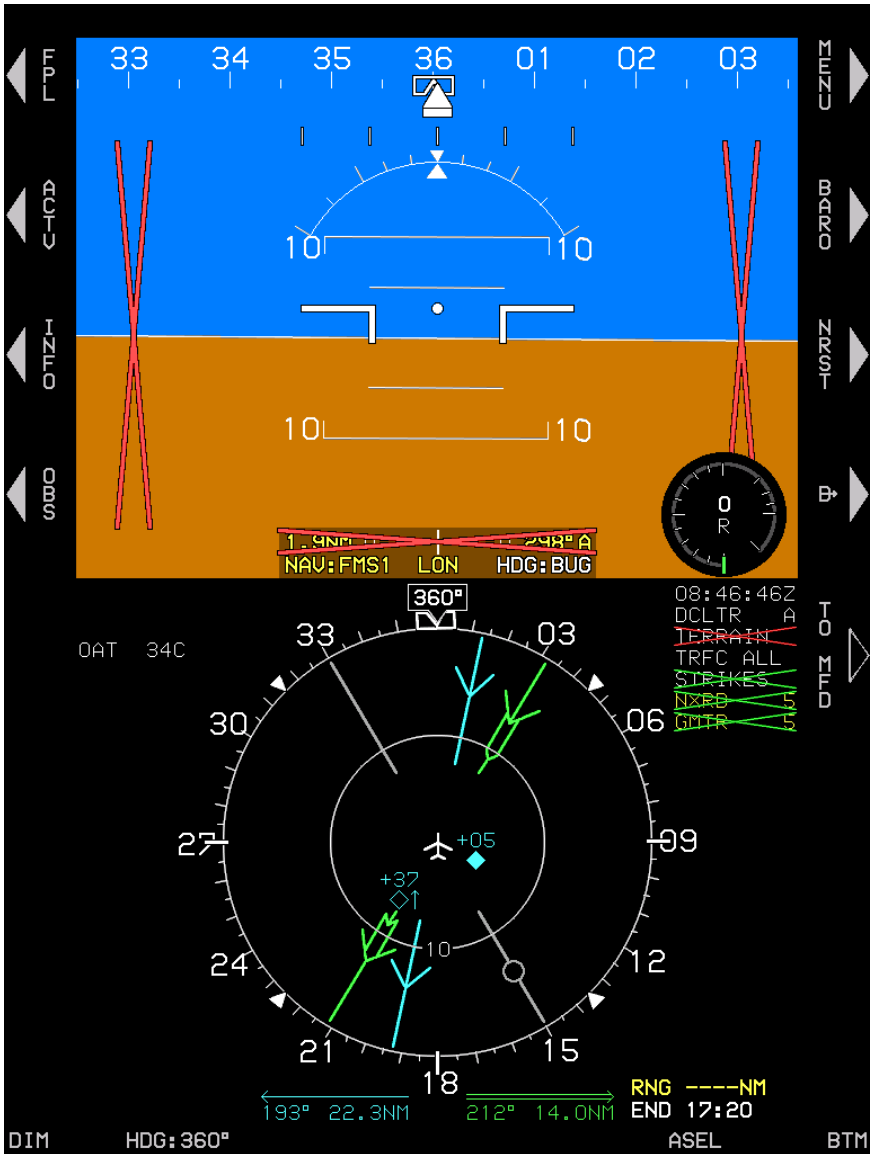 FPL
MENU
33 34 35 36 01 02 03
ACTV
BARO
10 10
INFO
NRST
10 10
OBS
0
R
1.9NM 298°A
NAV:FMS1 LON HDG:BUG
08:46:46Z
DCLTR A
TERRAIN
TRFC ALL
STRIKES
NXRD 5
GMTR 5
TO MFD
360°
OAT 34C
33 03
30 06
27 09
+05
+37
10
24 12
21 15
18
193° 22.3NM
212° 14.0NM
RNG ----NM
END 17:20
DIM HDG:360° ASEL BTM